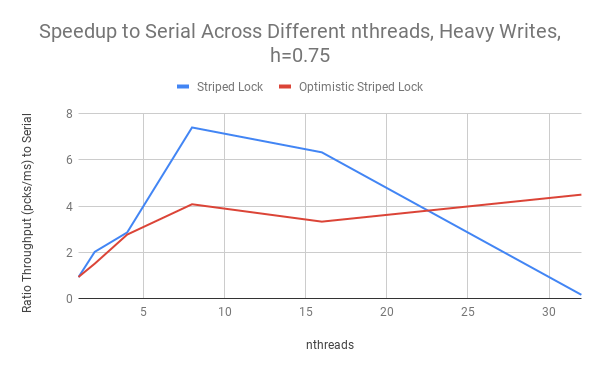 Speedup to Serial Across Different nthreads, Heavy Writes,
h=0.75
Striped Lock
Optimistic Striped Lock
Ratio Throughput (pcks/ms) to Serial
8
6
4
2
0
5
10
15
20
25
30
nthreads